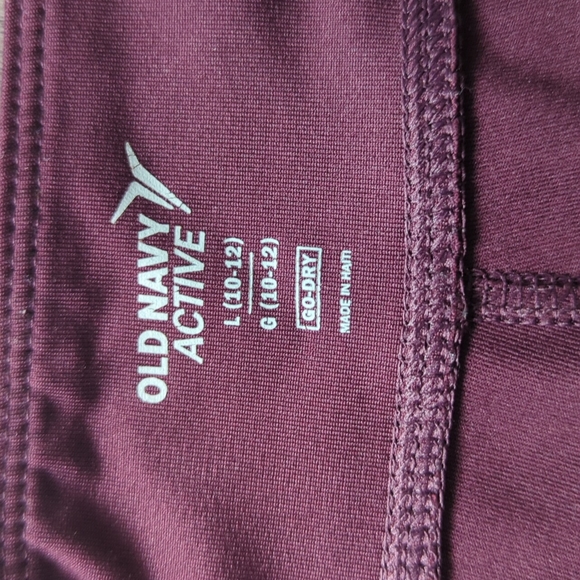 OLD NAVY
ACTIVE
L (10-12)
G (10-12)
GO-DRY
MADE IN HAITI